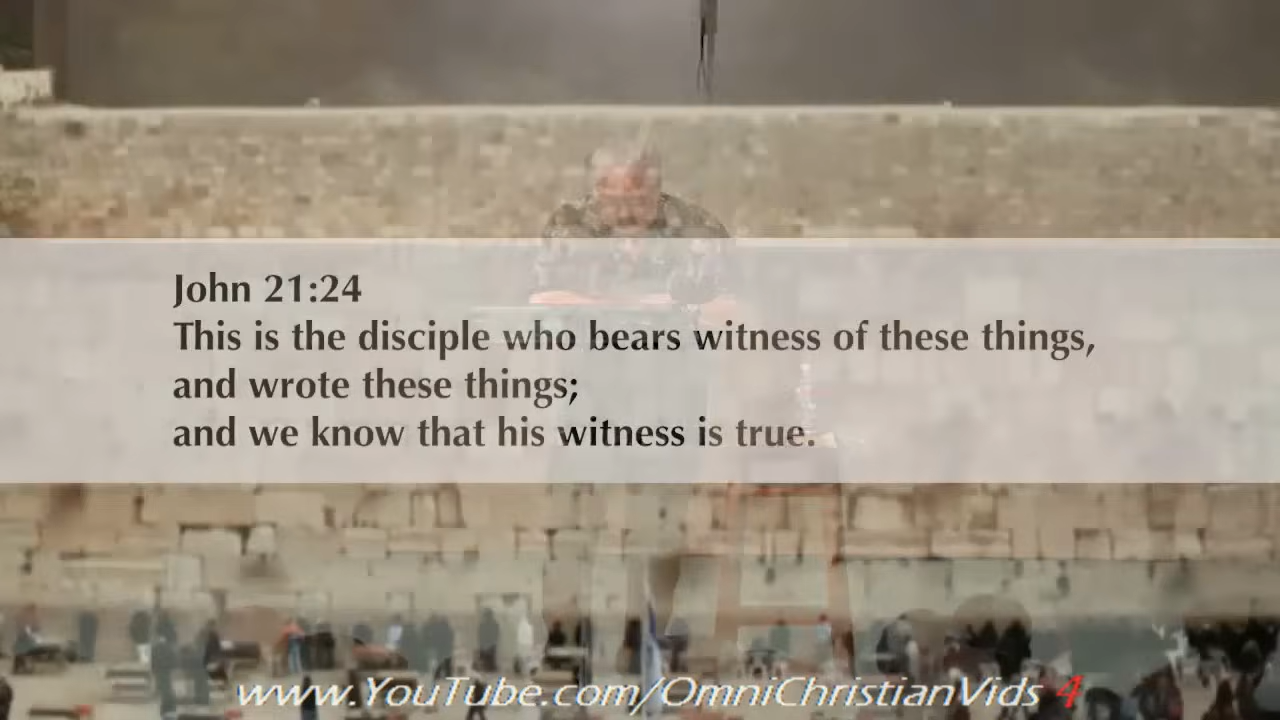 John 21:24
This is the disciple who bears witness of these things,
and wrote these things;
and we know that his witness is true.
www.YouTube.com/OmniChristianVids 4